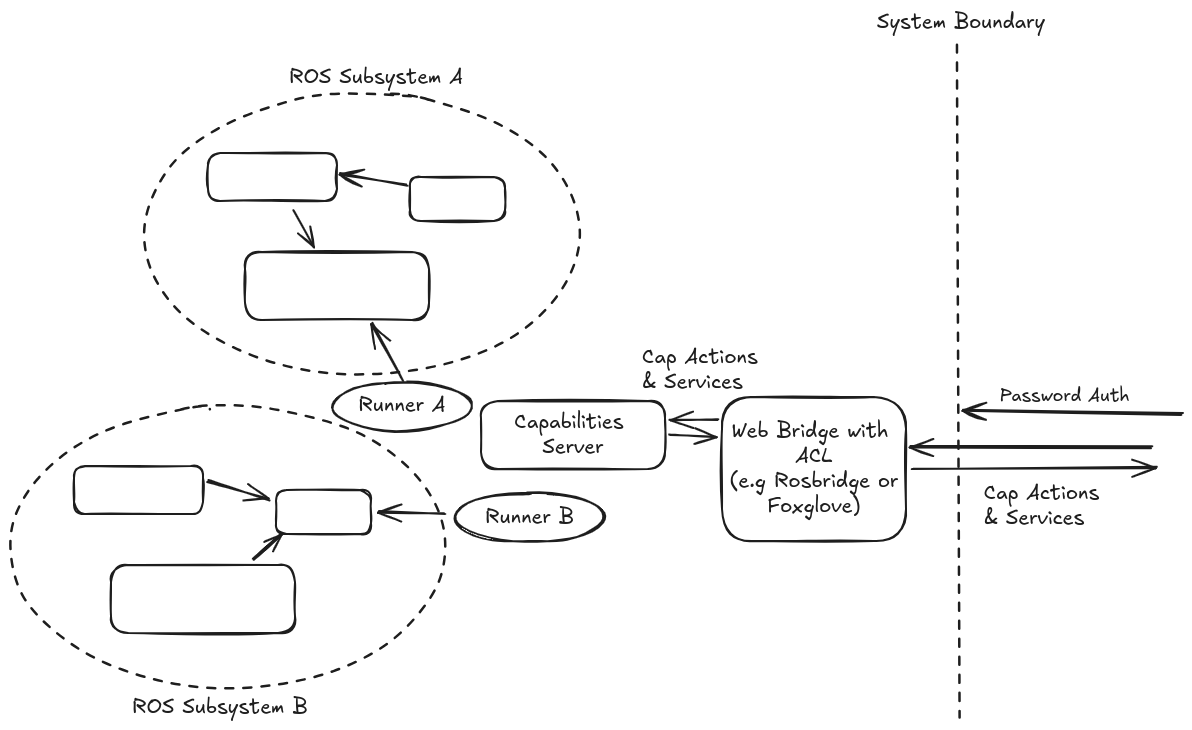 System Boundary
ROS Subsystem A
Cap Actions
& Services
Runner A
Capabilities
Server
Web Bridge with
ACL
(e.g Rosbridge or
Foxglove)
Password Auth
Cap Actions
& Services
Runner B
ROS Subsystem B